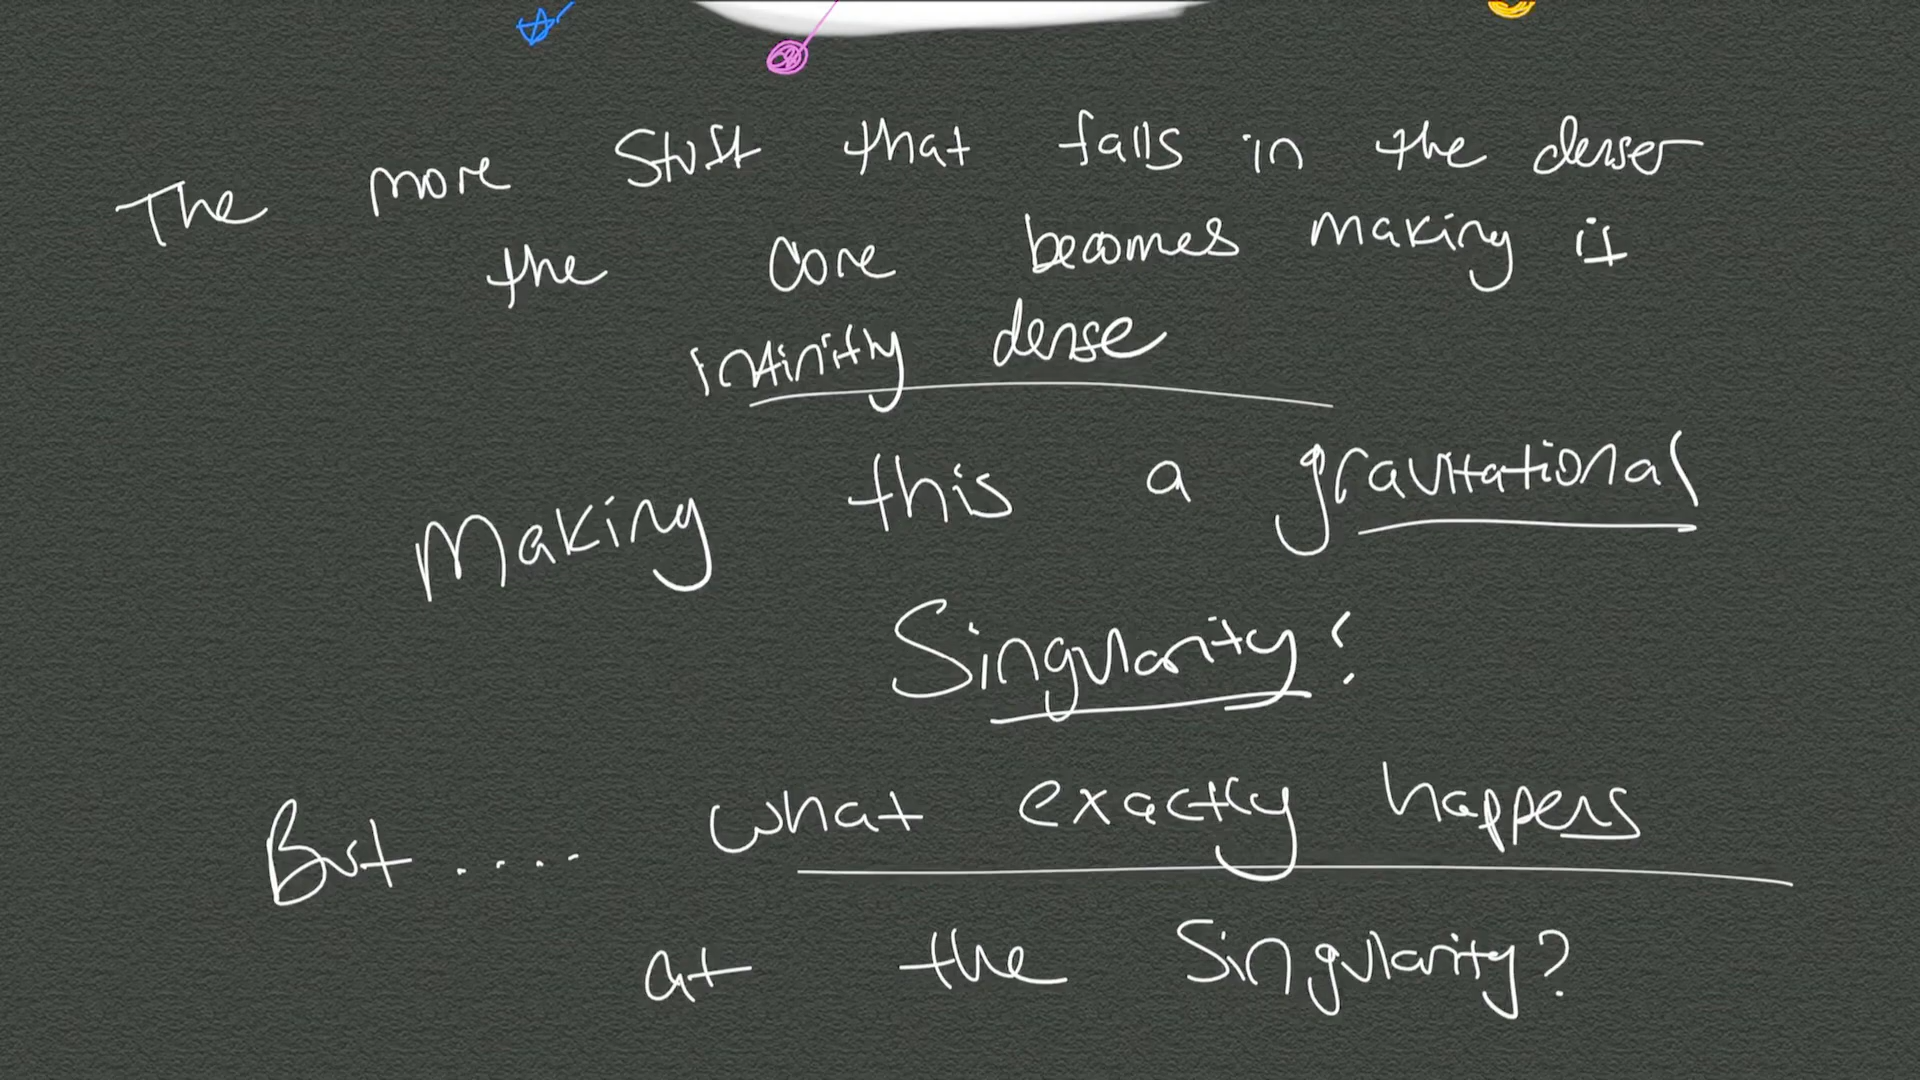 The more stuff that falls in the denser
the core becomes making it
infinitly dense
Making this a gravitational
Singularity!
But .... what exactly happens
at the Singularity?